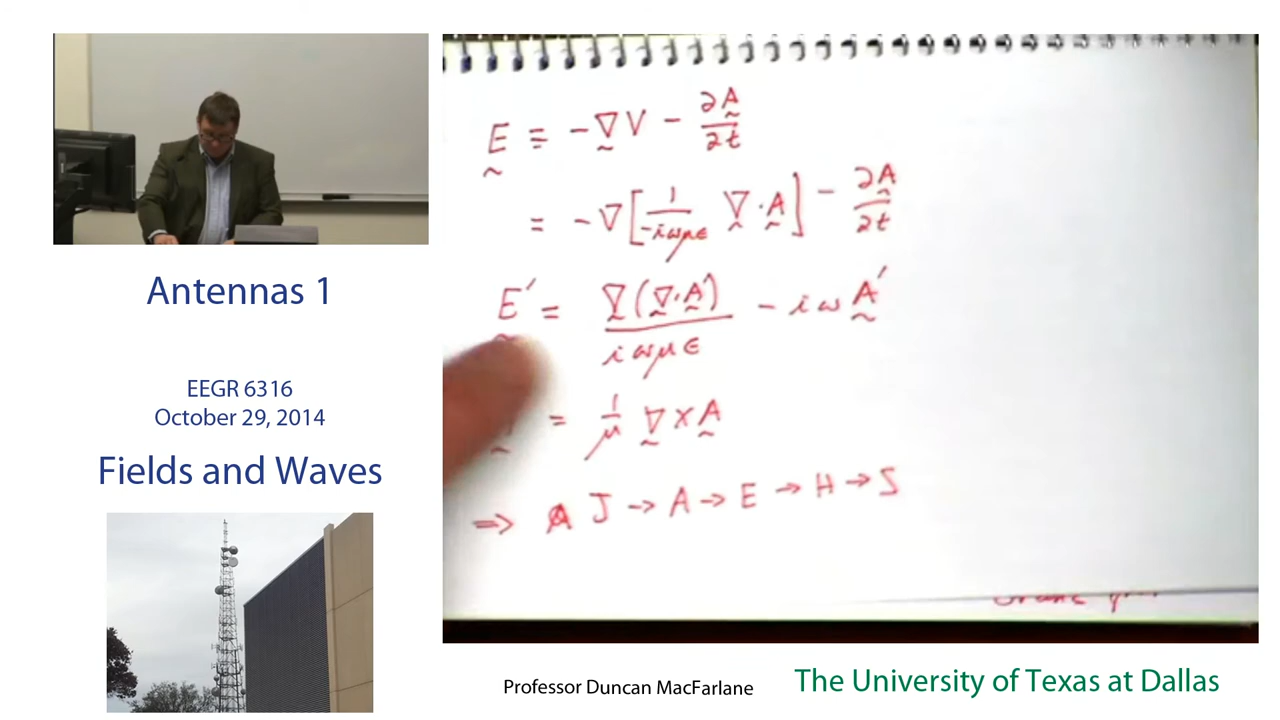 Antennas 1
EEGR 6316
October 29, 2014
Fields and Waves
E = -∇V - ∂A/∂t
= -∇[1/-iωμε ∇·A] - ∂A/∂t
E' = ∇(∇·A')/iωμε - iωA'
= 1/μ ∇×A
⇒ J → A → E → H → S
Professor Duncan MacFarlane
The University of Texas at Dallas